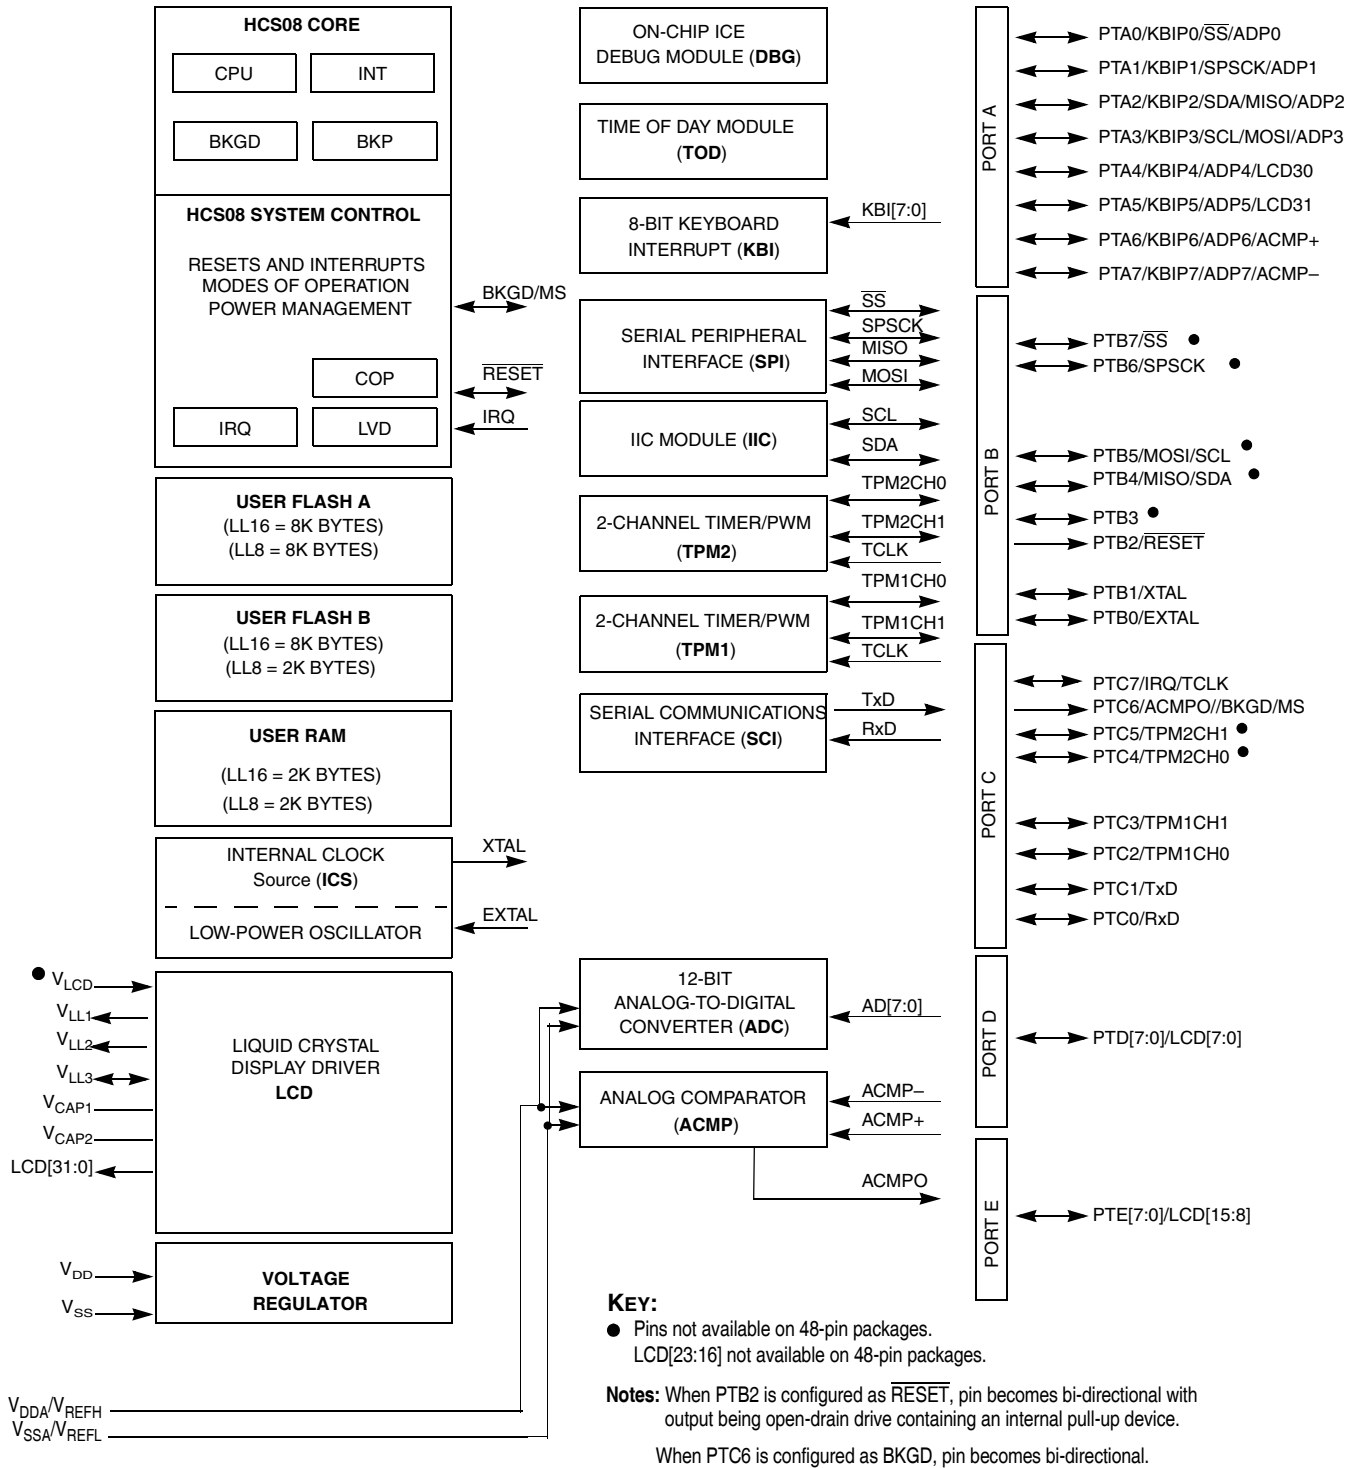 HCS08 CORE
CPU
INT
BKGD
BKP
HCS08 SYSTEM CONTROL
RESETS AND INTERRUPTS
MODES OF OPERATION
POWER MANAGEMENT
COP
IRQ
LVD
BKGD/MS
RESET
IRQ
USER FLASH A
(LL16 = 8K BYTES)
(LL8 = 8K BYTES)
USER FLASH B
(LL16 = 8K BYTES)
(LL8 = 2K BYTES)
USER RAM
(LL16 = 2K BYTES)
(LL8 = 2K BYTES)
INTERNAL CLOCK
Source (ICS)
LOW-POWER OSCILLATOR
XTAL
EXTAL
VLCD
VLL1
VLL2
VLL3
VCAP1
VCAP2
LCD[31:0]
LIQUID CRYSTAL
DISPLAY DRIVER
LCD
VDD
VSS
VOLTAGE
REGULATOR
VDDA/VREFH
VSSA/VREFL
ON-CHIP ICE
DEBUG MODULE (DBG)
TIME OF DAY MODULE
(TOD)
8-BIT KEYBOARD
INTERRUPT (KBI)
KBI[7:0]
SERIAL PERIPHERAL
INTERFACE (SPI)
SS
SPSCK
MISO
MOSI
IIC MODULE (IIC)
SCL
SDA
2-CHANNEL TIMER/PWM
(TPM2)
TPM2CH0
TPM2CH1
TCLK
2-CHANNEL TIMER/PWM
(TPM1)
TPM1CH0
TPM1CH1
TCLK
SERIAL COMMUNICATIONS
INTERFACE (SCI)
TxD
RxD
12-BIT
ANALOG-TO-DIGITAL
CONVERTER (ADC)
AD[7:0]
ANALOG COMPARATOR
(ACMP)
ACMP–
ACMP+
ACMPO
PORT A
PTA0/KBIP0/SS/ADP0
PTA1/KBIP1/SPSCK/ADP1
PTA2/KBIP2/SDA/MISO/ADP2
PTA3/KBIP3/SCL/MOSI/ADP3
PTA4/KBIP4/ADP4/LCD30
PTA5/KBIP5/ADP5/LCD31
PTA6/KBIP6/ADP6/ACMP+
PTA7/KBIP7/ADP7/ACMP–
PORT B
PTB7/SS ●
PTB6/SPSCK ●
PTB5/MOSI/SCL ●
PTB4/MISO/SDA ●
PTB3 ●
PTB2/RESET
PTB1/XTAL
PTB0/EXTAL
PORT C
PTC7/IRQ/TCLK
PTC6/ACMPO//BKGD/MS
PTC5/TPM2CH1 ●
PTC4/TPM2CH0 ●
PTC3/TPM1CH1
PTC2/TPM1CH0
PTC1/TxD
PTC0/RxD
PORT D
PTD[7:0]/LCD[7:0]
PORT E
PTE[7:0]/LCD[15:8]
KEY:
● Pins not available on 48-pin packages.
LCD[23:16] not available on 48-pin packages.
Notes: When PTB2 is configured as RESET, pin becomes bi-directional with
output being open-drain drive containing an internal pull-up device.
When PTC6 is configured as BKGD, pin becomes bi-directional.